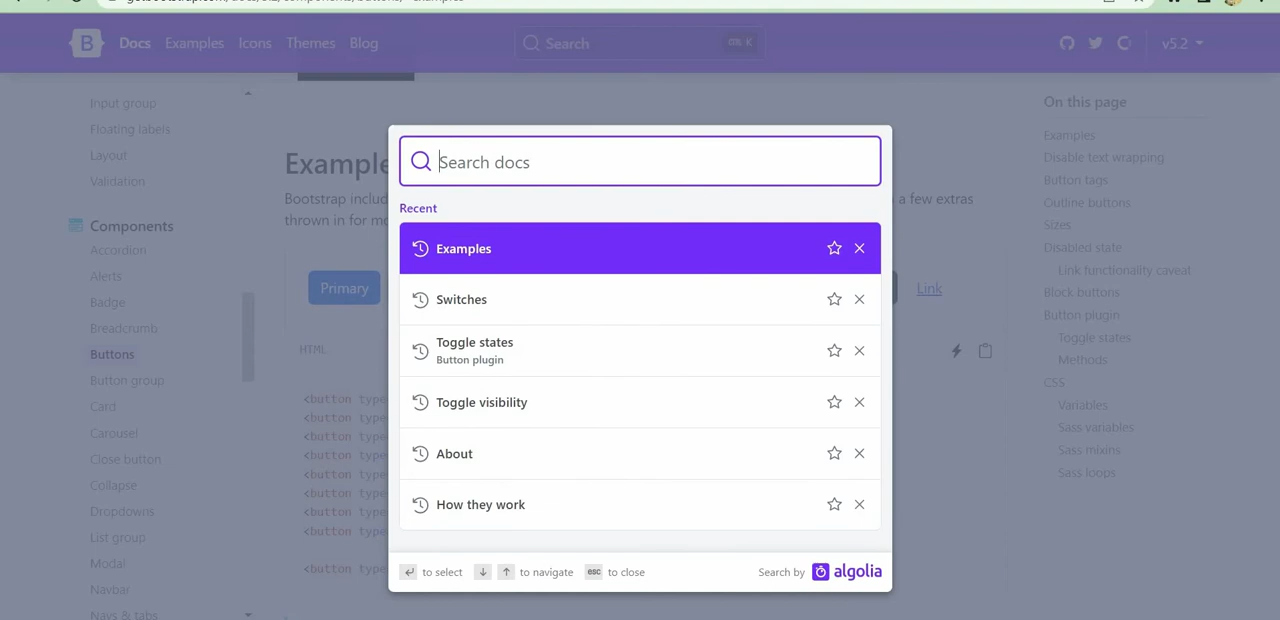 B Docs Examples Icons Themes Blog Search CTRL K v5.2
Input group
Floating labels
Layout
Validation
Components
Accordion
Alerts
Badge
Breadcrumb
Buttons
Button group
Card
Carousel
Close button
Collapse
Dropdowns
List group
Modal
Navbar
Navs & tabs
Bootstrap
a few extras
thrown in for
Primary
Link
HTML
<button type
<button type
<button type
<button type
<button type
<button type
<button type
<button type
<button type
Search docs
Recent
Examples
Switches
Toggle states
Button plugin
Toggle visibility
About
How they work
to select to navigate esc to close Search by algolia
On this page
Examples
Disable text wrapping
Button tags
Outline buttons
Sizes
Disabled state
Link functionality caveat
Block buttons
Button plugin
Toggle states
Methods
CSS
Variables
Sass variables
Sass mixins
Sass loops